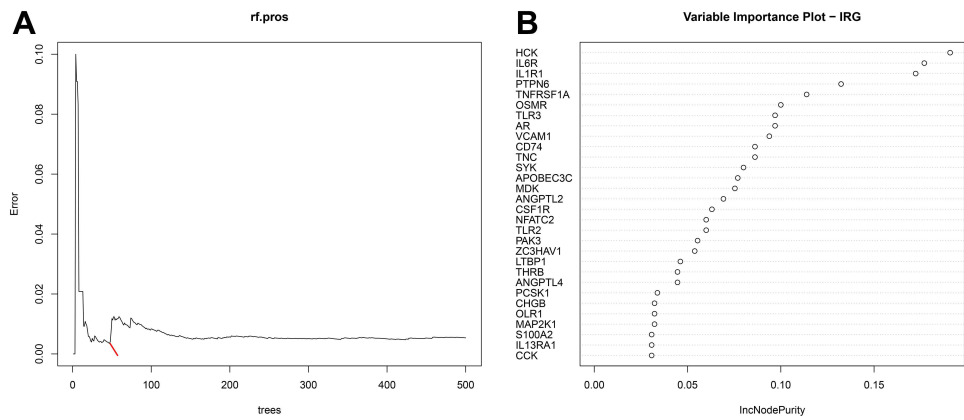 A
rf.pros
Error
0.00
0.02
0.04
0.06
0.08
0.10
0 100 200 300 400 500
trees
B
Variable Importance Plot − IRG
HCK
IL6R
IL1R1
PTPN6
TNFRSF1A
OSMR
TLR3
AR
VCAM1
CD74
TNC
SYK
APOBEC3C
MDK
ANGPTL2
CSF1R
NFATC2
TLR2
PAK3
ZC3HAV1
LTBP1
THRB
ANGPTL4
PCSK1
CHGB
OLR1
MAP2K1
S100A2
IL13RA1
CCK
0.00 0.05 0.10 0.15
IncNodePurity